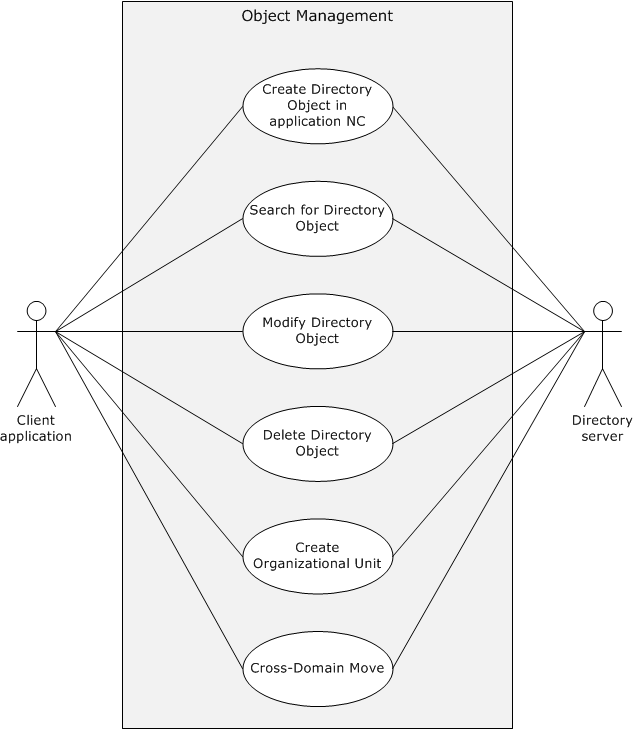 Object Management
Create Directory
Object in
application NC
Search for Directory
Object
Modify Directory
Object
Client
application
Directory
server
Delete Directory
Object
Create
Organizational Unit
Cross-Domain Move